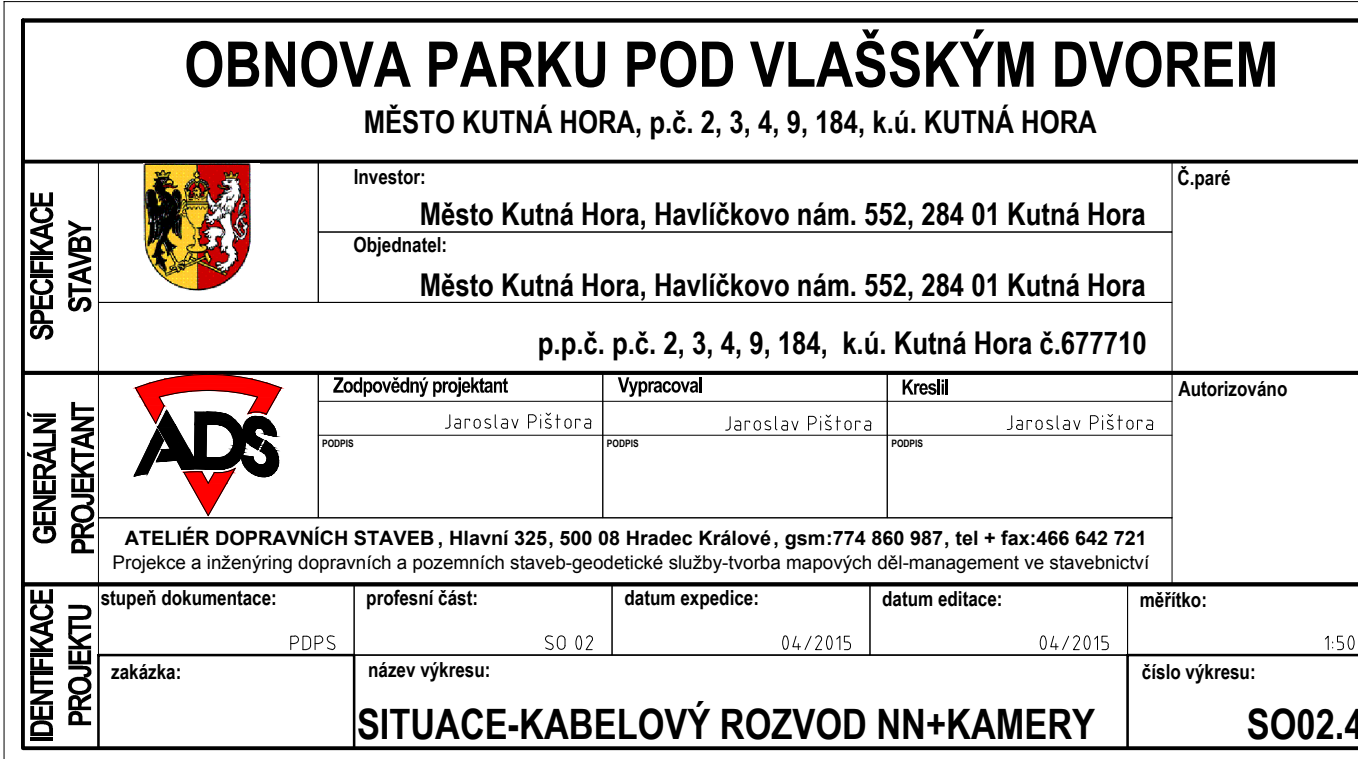 OBNOVA PARKU POD VLAŠSKÝM DVOREM
MĚSTO KUTNÁ HORA, p.č. 2, 3, 4, 9, 184, k.ú. KUTNÁ HORA
SPECIFIKACE
STAVBY
Investor:
Město Kutná Hora, Havlíčkovo nám. 552, 284 01 Kutná Hora
Objednatel:
Město Kutná Hora, Havlíčkovo nám. 552, 284 01 Kutná Hora
p.p.č. p.č. 2, 3, 4, 9, 184, k.ú. Kutná Hora č.677710
Č.paré
GENERÁLNÍ
PROJEKTANT
ADS
Zodpovědný projektant
Jaroslav Pištora
PODPIS
Vypracoval
Jaroslav Pištora
PODPIS
Kreslil
Jaroslav Pištora
PODPIS
Autorizováno
ATELIÉR DOPRAVNÍCH STAVEB, Hlavní 325, 500 08 Hradec Králové, gsm:774 860 987, tel + fax:466 642 721
Projekce a inženýring dopravních a pozemních staveb-geodetické služby-tvorba mapových děl-management ve stavebnictví
IDENTIFIKACE
PROJEKTU
stupeň dokumentace:
PDPS
profesní část:
SO 02
datum expedice:
04/2015
datum editace:
04/2015
měřítko:
1:50
zakázka:
název výkresu:
SITUACE-KABELOVÝ ROZVOD NN+KAMERY
číslo výkresu:
SO02.4